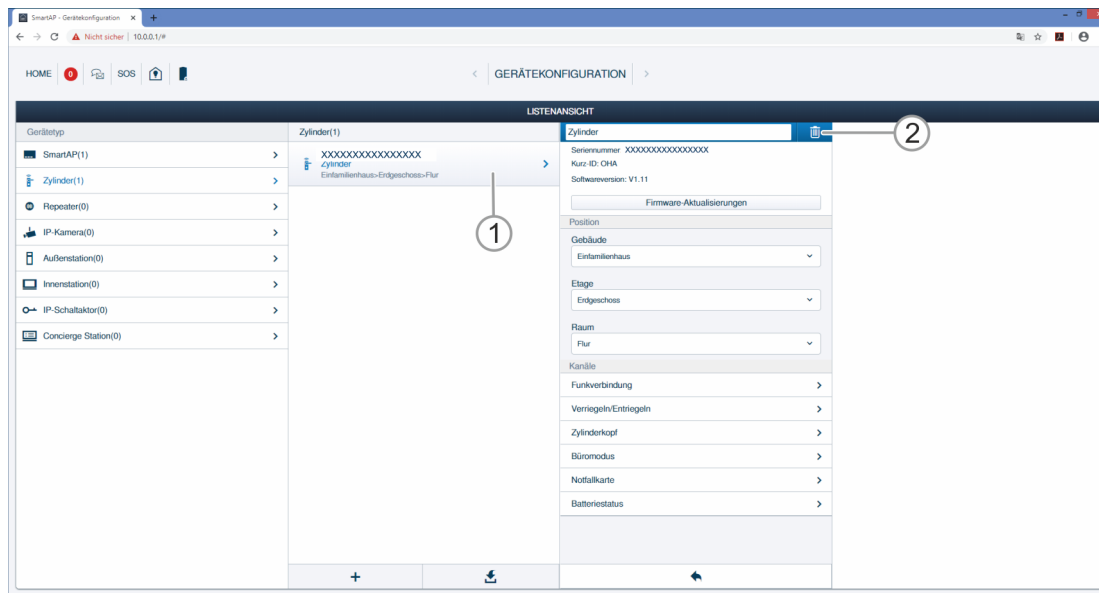 SmartAP - Gerätekonfiguration
Nicht sicher | 10.0.0.1/#
HOME 0 SOS
GERÄTEKONFIGURATION
LISTENANSICHT
Gerätetyp
SmartAP(1)
Zylinder(1)
Repeater(0)
IP-Kamera(0)
Außenstation(0)
Innenstation(0)
IP-Schaltaktor(0)
Concierge Station(0)
Zylinder(1)
XXXXXXXXXXXXXXXX
Zylinder
Einfamilienhaus>Erdgeschoss>Flur
1
Zylinder
2
Seriennummer XXXXXXXXXXXXXXXX
Kurz-ID: OHA
Softwareversion: V1.11
Firmware-Aktualisierungen
Position
Gebäude
Einfamilienhaus
Etage
Erdgeschoss
Raum
Flur
Kanäle
Funkverbindung
Verriegeln/Entriegeln
Zylinderkopf
Büromodus
Notfallkarte
Batteriestatus